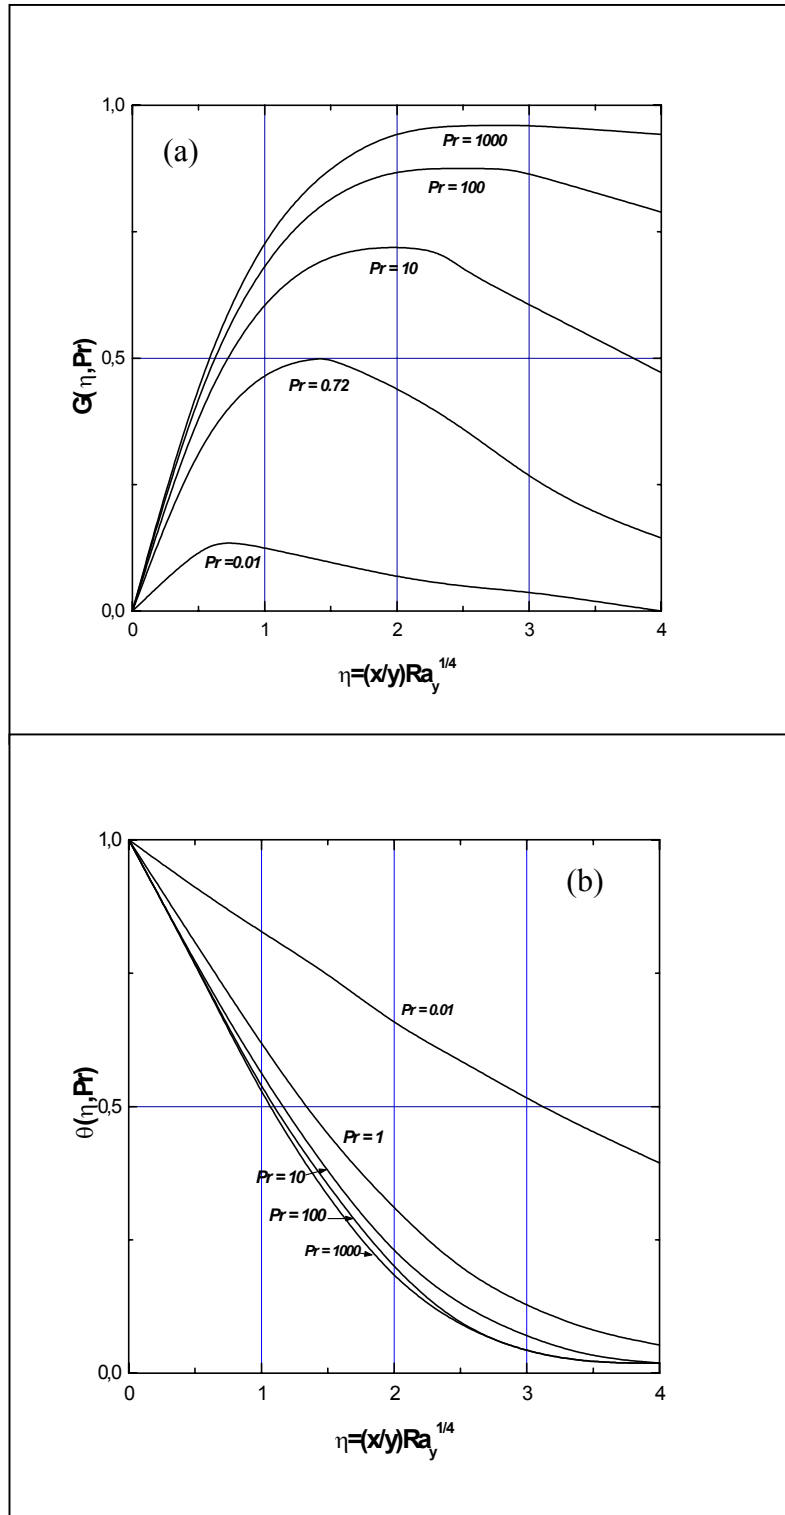 1,0
(a)
Pr = 1000
Pr = 100
Pr = 10
0,5
G(η,Pr)
Pr = 0.72
Pr =0.01
0,0
0 1 2 3 4
η=(x/y)Ra_y^1/4
1,0
(b)
Pr = 0.01
θ(η,Pr)
0,5
Pr = 1
Pr = 10
Pr = 100
Pr = 1000
0,0
0 1 2 3 4
η=(x/y)Ra_y^1/4